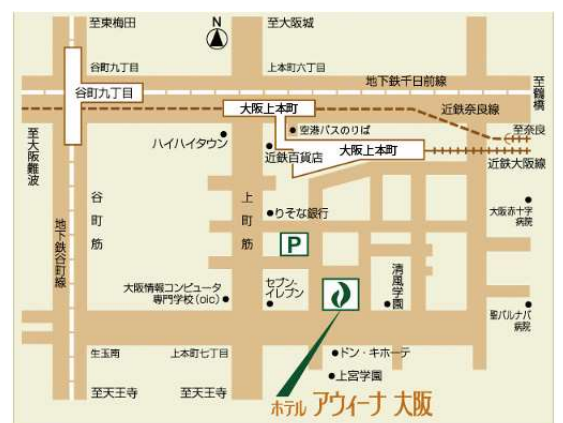 至東梅田
N
至大阪城
谷町九丁目
上本町六丁目
地下鉄千日前線
至鶴橋
谷町九丁目
大阪上本町
近鉄奈良線
空港バスのりば
至奈良
至大阪難波
ハイハイタウン
近鉄百貨店
大阪上本町
近鉄大阪線
谷町筋
上町筋
りそな銀行
大阪赤十字
病院
地下鉄谷町線
P
大阪情報コンピュータ
専門学校(oic)
セブン-
イレブン
清風学園
聖バルナバ
病院
生玉南
上本町七丁目
ドン・キホーテ
上宮学園
至天王寺
至天王寺
ホテル アウィーナ 大阪